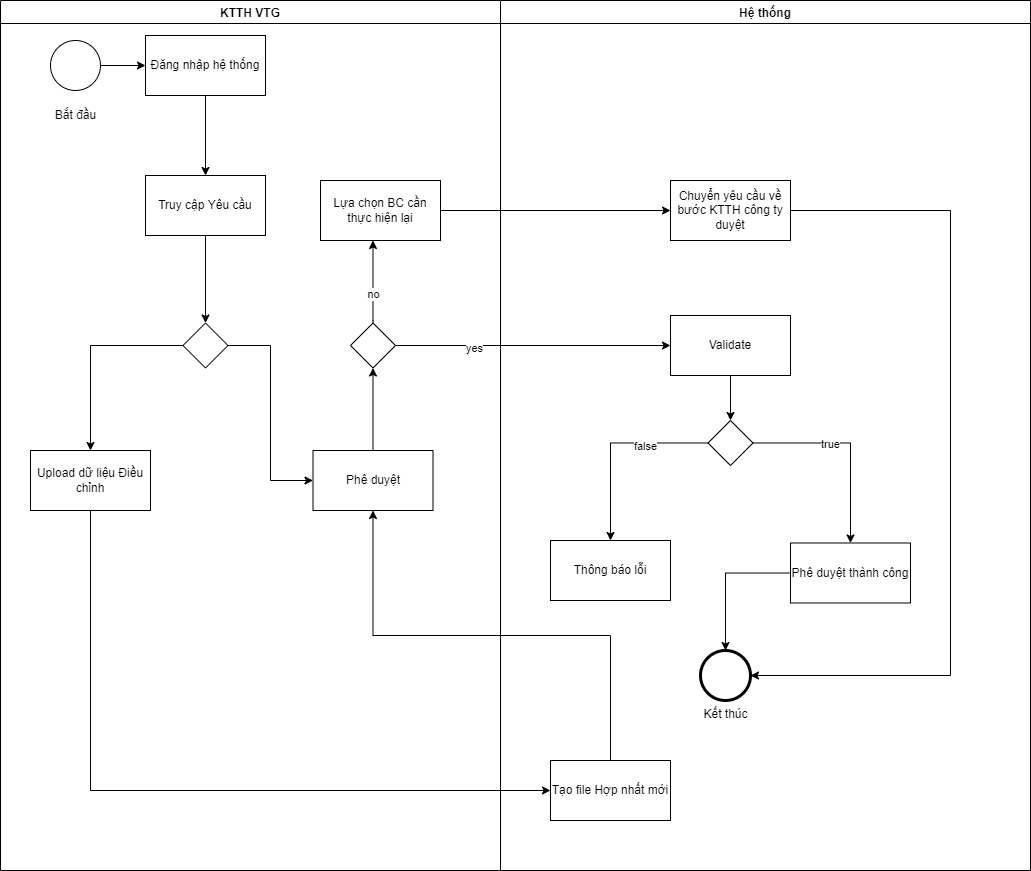 KTTH VTG
Hệ thống
Đăng nhập hệ thống
Bắt đầu
Truy cập Yêu cầu
Lựa chọn BC cần
thực hiện lại
Chuyển yêu cầu về
bước KTTH công ty
duyệt
no
yes
Validate
false
true
Upload dữ liệu Điều
chỉnh
Phê duyệt
Thông báo lỗi
Phê duyệt thành công
Kết thúc
Tạo file Hợp nhất mới